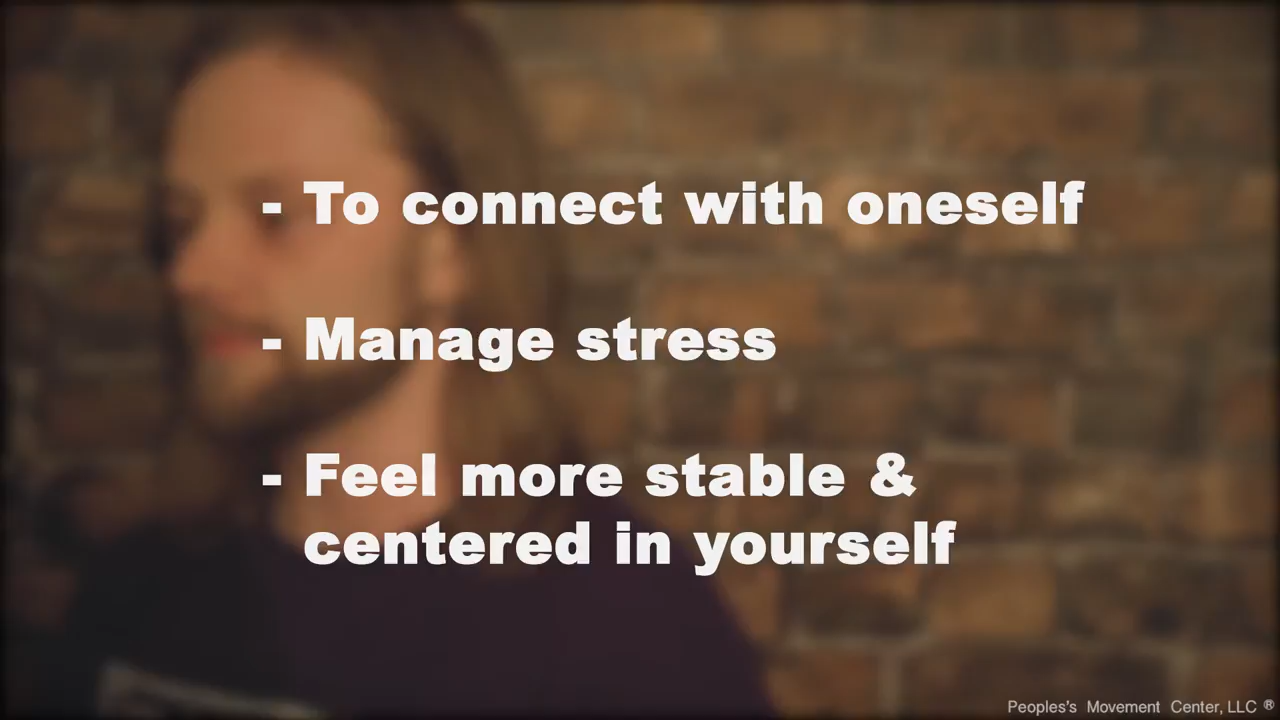 - To connect with oneself
- Manage stress
- Feel more stable &
centered in yourself
Peoples's Movement Center, LLC ®